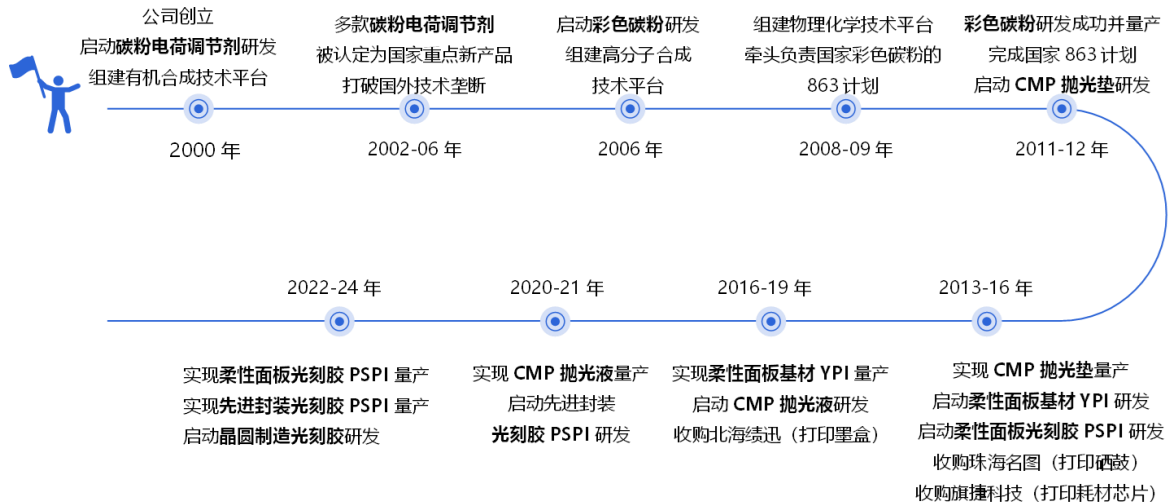 公司创立
启动碳粉电荷调节剂研发
组建有机合成技术平台
2000 年
多款碳粉电荷调节剂
被认定为国家重点新产品
打破国外技术垄断
2002-06 年
启动彩色碳粉研发
组建高分子合成
技术平台
2006 年
组建物理化学技术平台
牵头负责国家彩色碳粉的
863 计划
2008-09 年
彩色碳粉研发成功并量产
完成国家 863 计划
启动 CMP 抛光垫研发
2011-12 年
2013-16 年
实现 CMP 抛光垫量产
启动柔性面板基材 YPI 研发
启动柔性面板光刻胶 PSPI 研发
收购珠海名图（打印硒鼓）
收购旗捷科技（打印耗材芯片）
2016-19 年
实现柔性面板基材 YPI 量产
启动 CMP 抛光液研发
收购北海绩迅（打印墨盒）
2020-21 年
实现 CMP 抛光液量产
启动先进封装
光刻胶 PSPI 研发
2022-24 年
实现柔性面板光刻胶 PSPI 量产
实现先进封装光刻胶 PSPI 量产
启动晶圆制造光刻胶研发